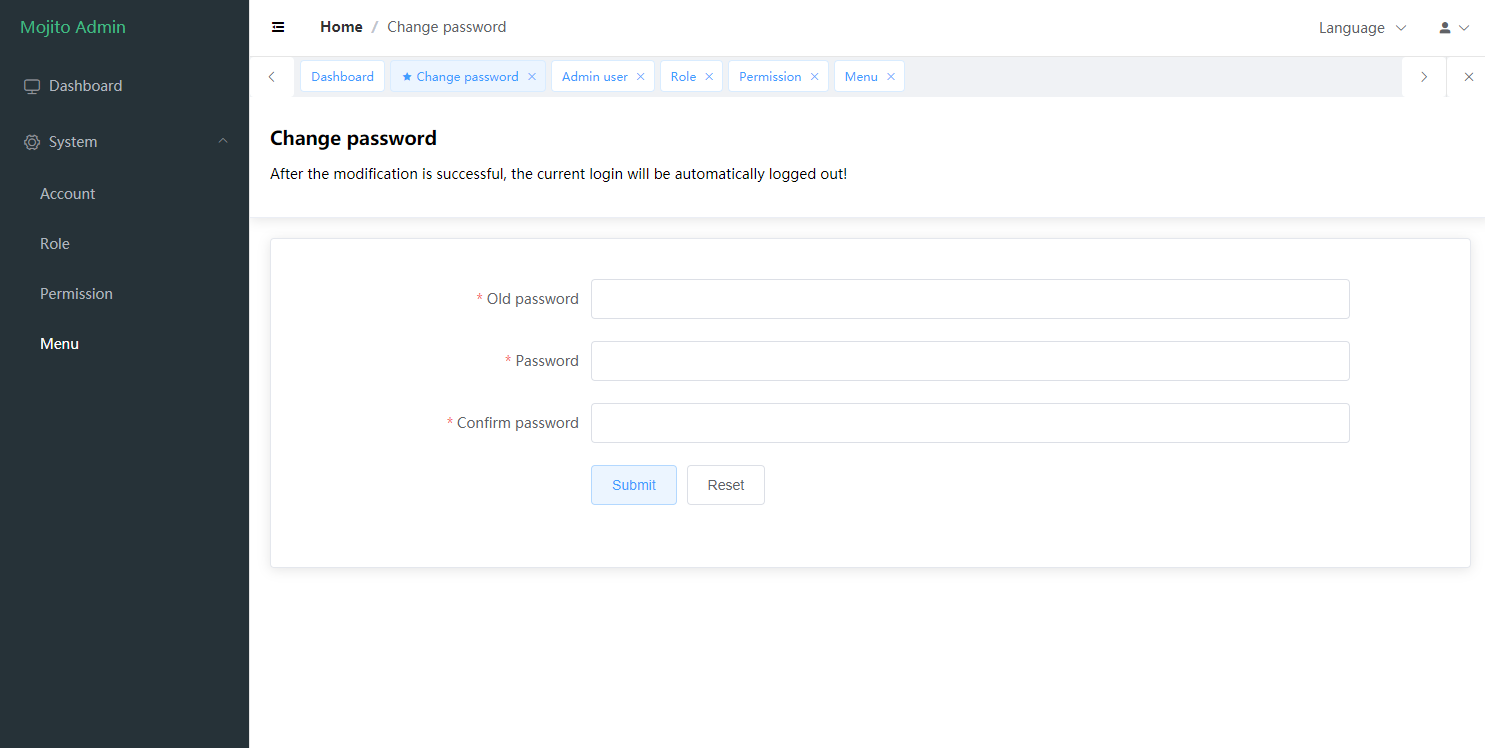 Mojito Admin
Home / Change password
Language
Dashboard
System
Account
Role
Permission
Menu
Dashboard
Change password
Admin user
Role
Permission
Menu
Change password
After the modification is successful, the current login will be automatically logged out!
* Old password
* Password
* Confirm password
Submit
Reset